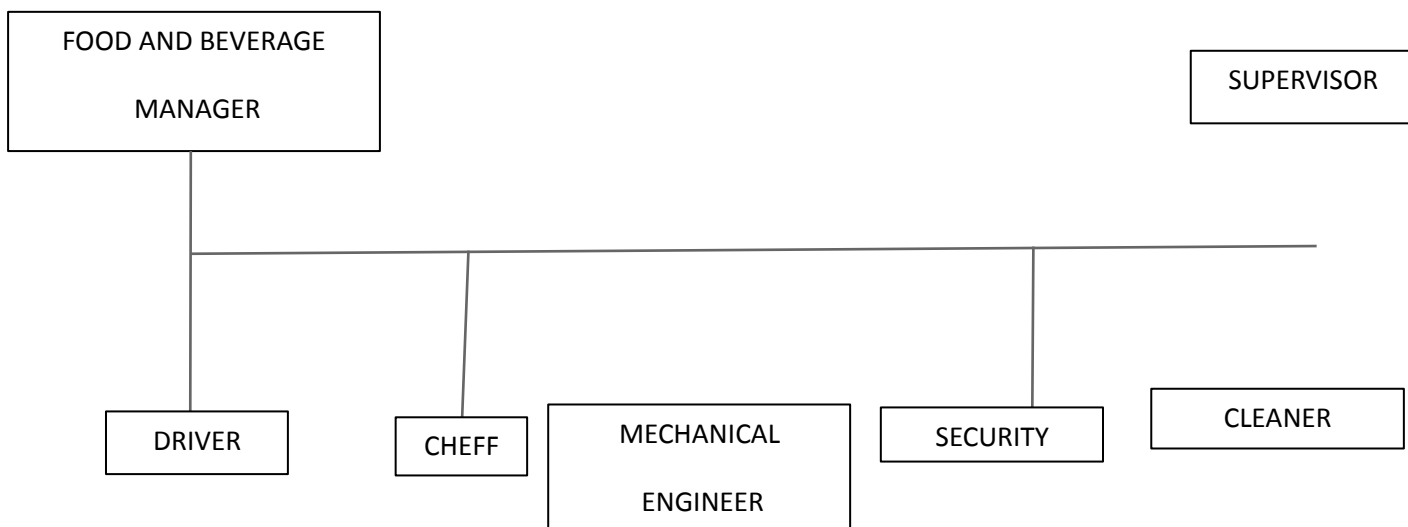 FOOD AND BEVERAGE
MANAGER
SUPERVISOR
DRIVER
CHEFF
MECHANICAL
ENGINEER
SECURITY
CLEANER